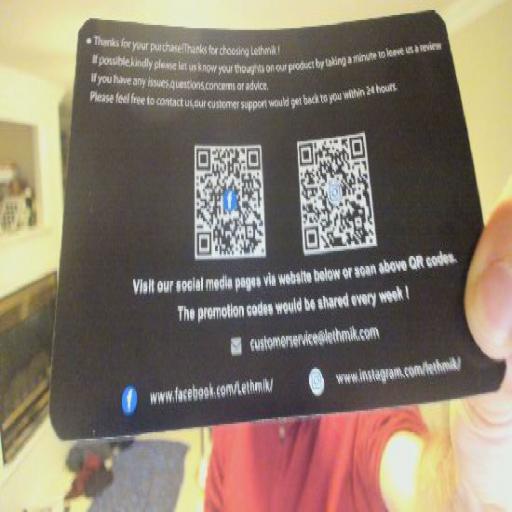 Thanks for your purchase!Thanks for choosing Lethmik !
If possible,kindly please let us know your thoughts on our product by taking a minute to leave us a review
If you have any issues,questions,concerns or advice.
Please feel free to contact us,our customer support would get back to you within 24 hours.
Visit our social media pages via website below or scan above QR codes.
The promotion codes would be shared every week !
customerservice@lethmik.com
www.facebook.com/Lethmik/
www.instagram.com/lethmik/